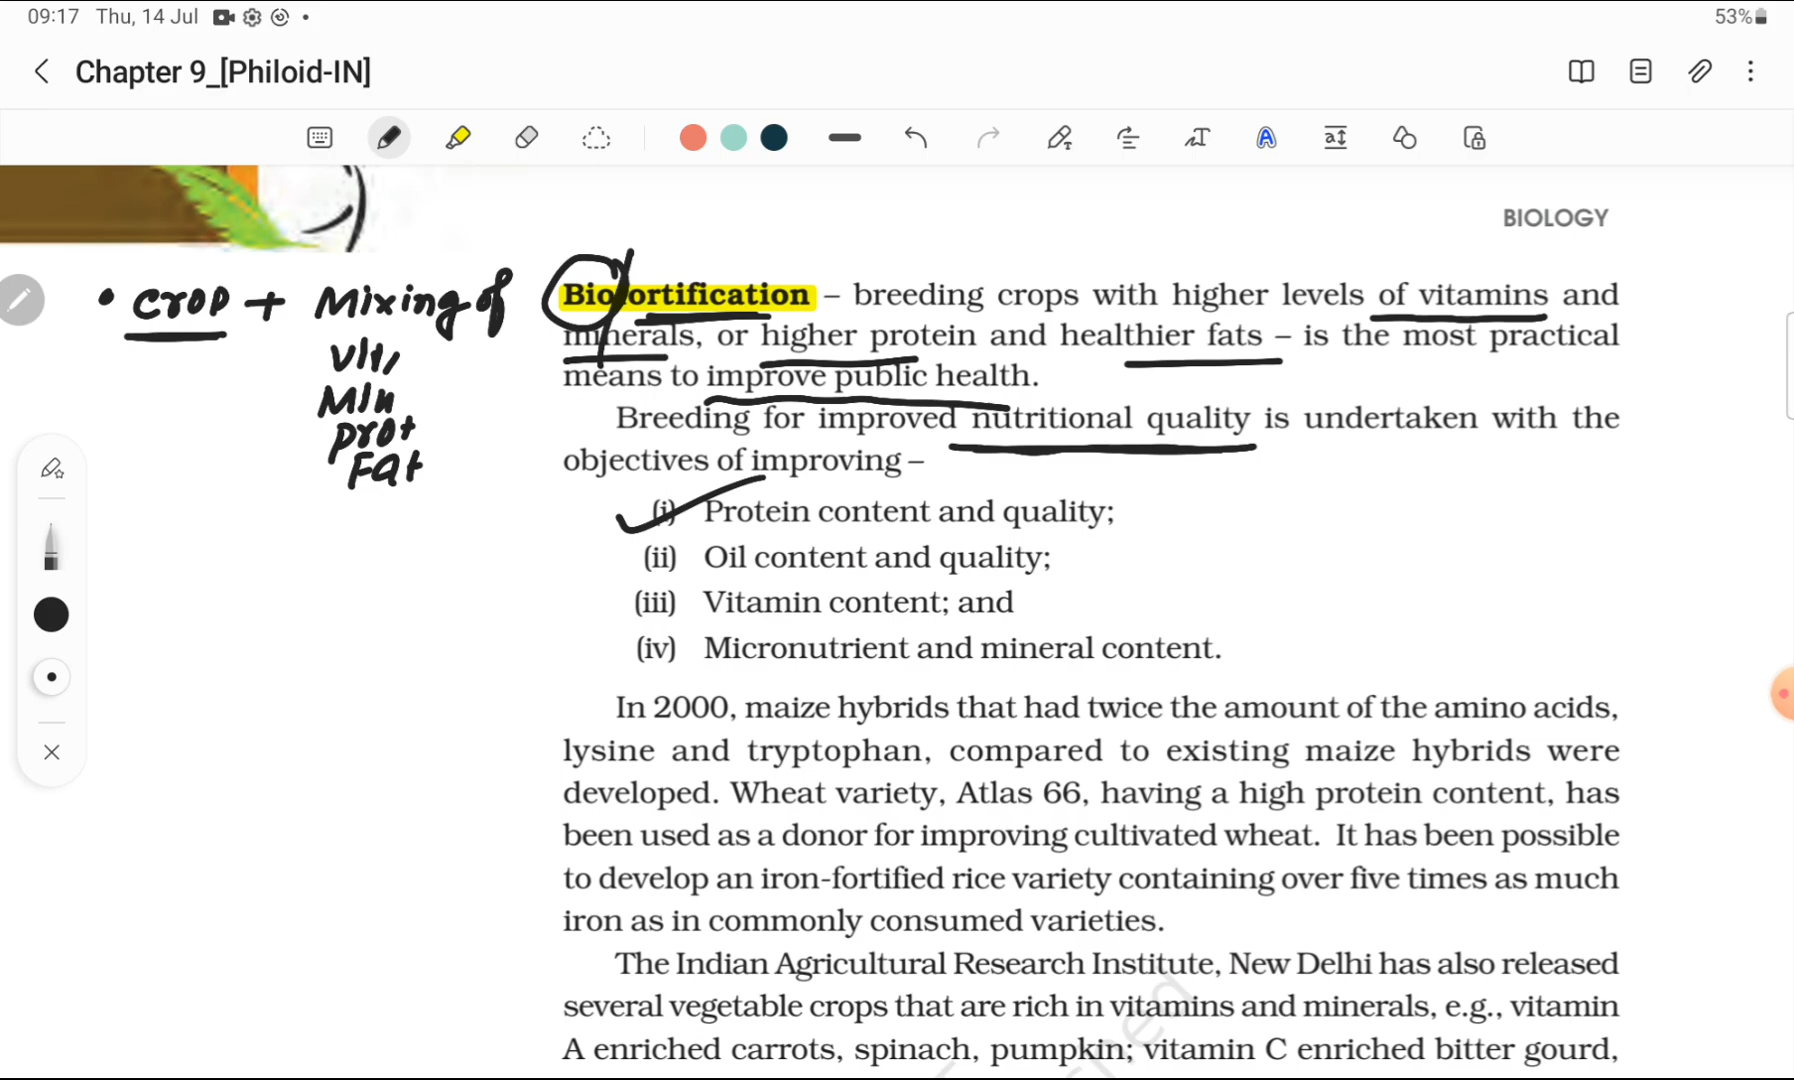 09:17 Thu, 14 Jul
53%
Chapter 9_[Philoid-IN]
BIOLOGY
• crop + Mixing of
vit,
Min
prot
Fat
Biofortification – breeding crops with higher levels of vitamins and
minerals, or higher protein and healthier fats – is the most practical
means to improve public health.
Breeding for improved nutritional quality is undertaken with the
objectives of improving –
(i) Protein content and quality;
(ii) Oil content and quality;
(iii) Vitamin content; and
(iv) Micronutrient and mineral content.
In 2000, maize hybrids that had twice the amount of the amino acids,
lysine and tryptophan, compared to existing maize hybrids were
developed. Wheat variety, Atlas 66, having a high protein content, has
been used as a donor for improving cultivated wheat. It has been possible
to develop an iron-fortified rice variety containing over five times as much
iron as in commonly consumed varieties.
The Indian Agricultural Research Institute, New Delhi has also released
several vegetable crops that are rich in vitamins and minerals, e.g., vitamin
A enriched carrots, spinach, pumpkin; vitamin C enriched bitter gourd,